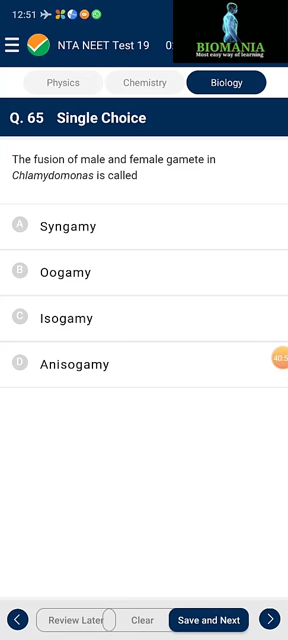 12:51
NTA NEET Test 19
BIOMANIA
Most easy way of learning
Physics
Chemistry
Biology
Q. 65 Single Choice
The fusion of male and female gamete in
Chlamydomonas is called
A Syngamy
B Oogamy
C Isogamy
D Anisogamy
Review Later
Clear
Save and Next